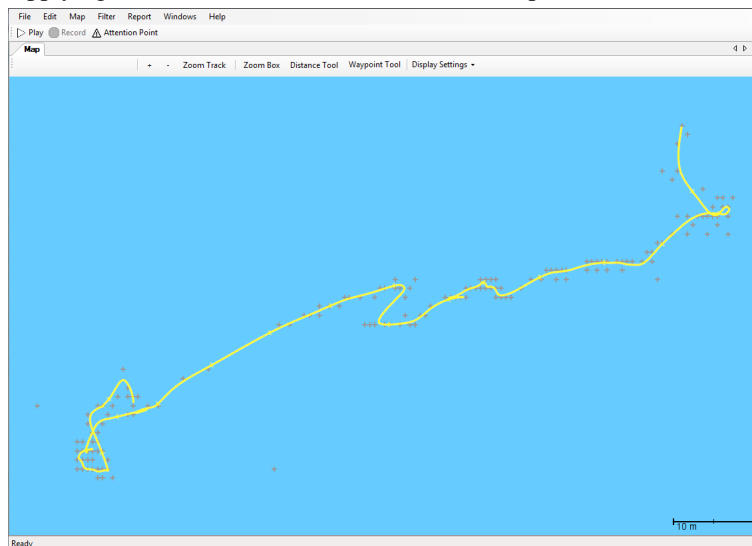 File Edit Map Filter Report Windows Help
Play Record Attention Point
Map
+ - Zoom Track Zoom Box Distance Tool Waypoint Tool Display Settings
10 m
Ready